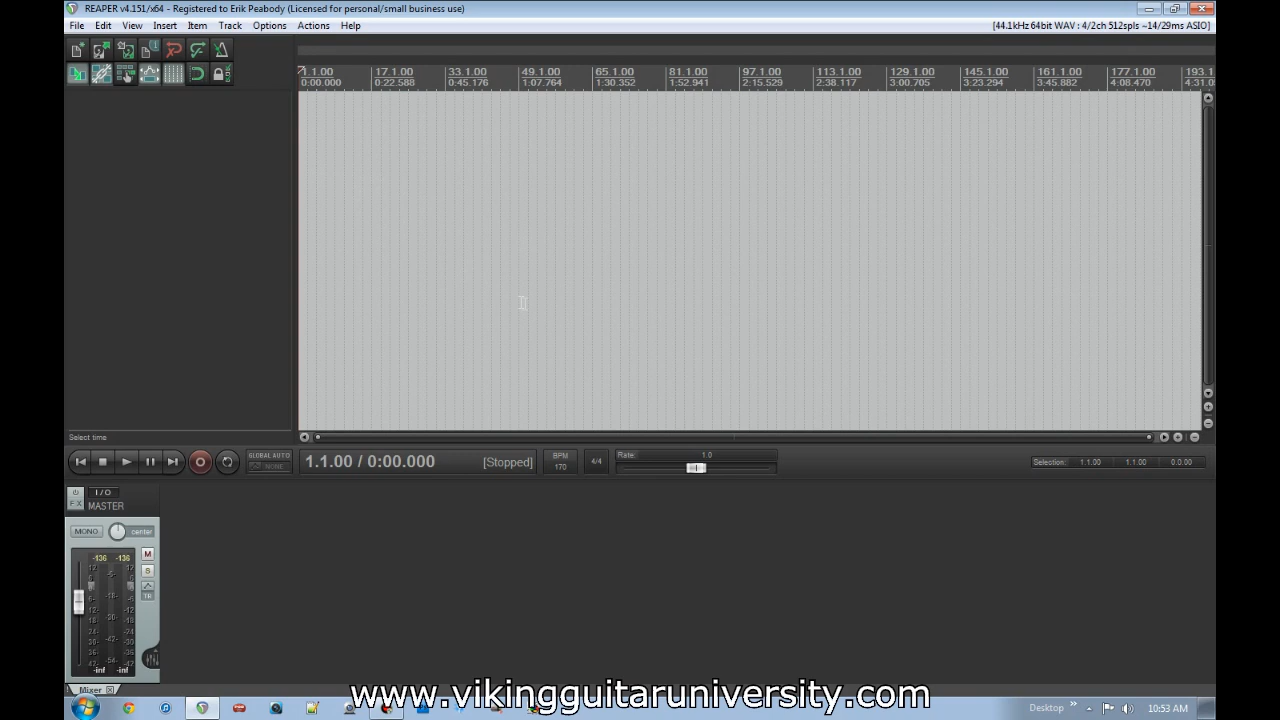 REAPER v4.151/x64 - Registered to Erik Peabody (Licensed for personal/small business use)
File Edit View Insert Item Track Options Actions Help
[44.1kHz 64bit WAV : 4/2ch 512spls ~14/29ms ASIO]
1.1.00 17.1.00 33.1.00 49.1.00 65.1.00 81.1.00 97.1.00 113.1.00 129.1.00 145.1.00 161.1.00 177.1.00 193.1
0:00.000 0:22.588 0:45.176 1:07.764 1:30.352 1:52.941 2:15.529 2:38.117 3:00.705 3:23.294 3:45.882 4:08.470 4:31.0
Select time
GLOBAL AUTO
NONE
1.1.00 / 0:00.000 [Stopped]
BPM
170
4/4
Rate: 1.0
Selection: 1.1.00 1.1.00 0.0.00
FX
I/O
MASTER
MONO center
-136 -136
M
S
TR
12 12
6
0
-6- -6-
-12- -12-
-18- -18-
-24- -24-
-30- -30-
-36- -36-
-42- -42-
-54-
-inf -inf
Mixer
www.vikingguitaruniversity.com
Desktop
10:53 AM